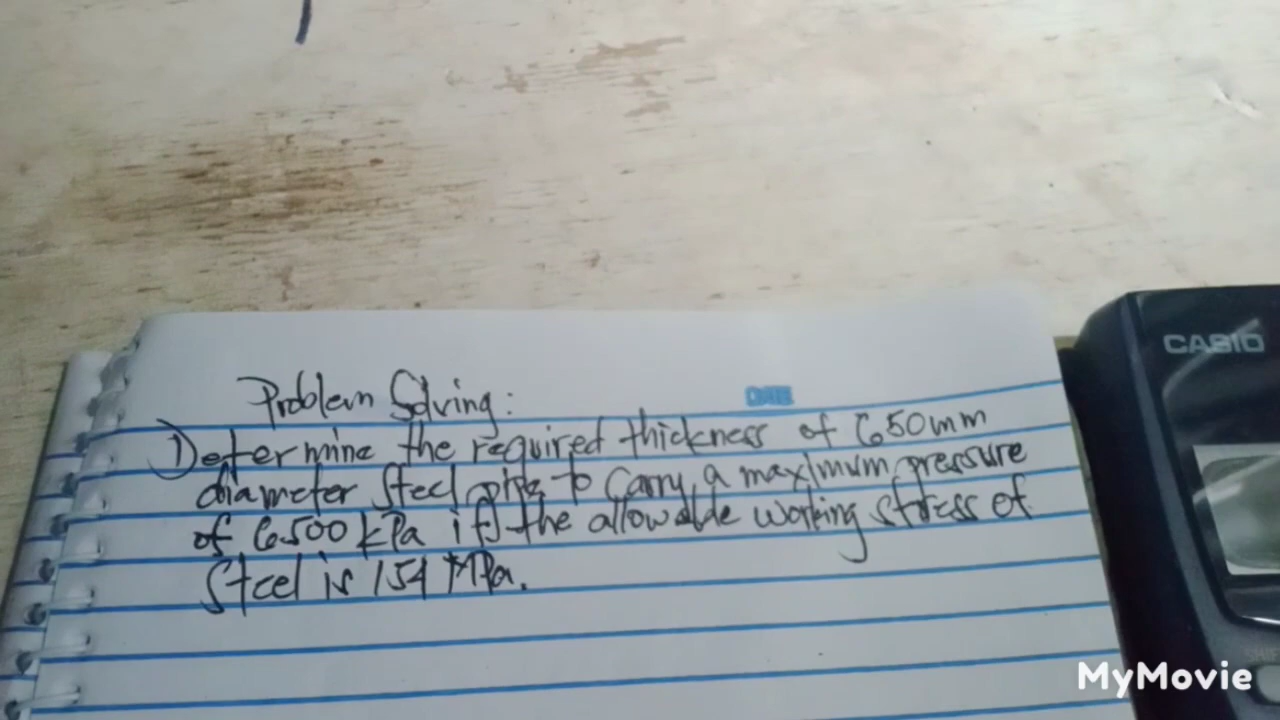 Problem Solving:
1) Determine the required thickness of 650mm
diameter steel pipe to carry a maximum pressure
of 6500 kPa if the allowable working stress of
Steel is 154 MPa.
CASIO
MyMovie